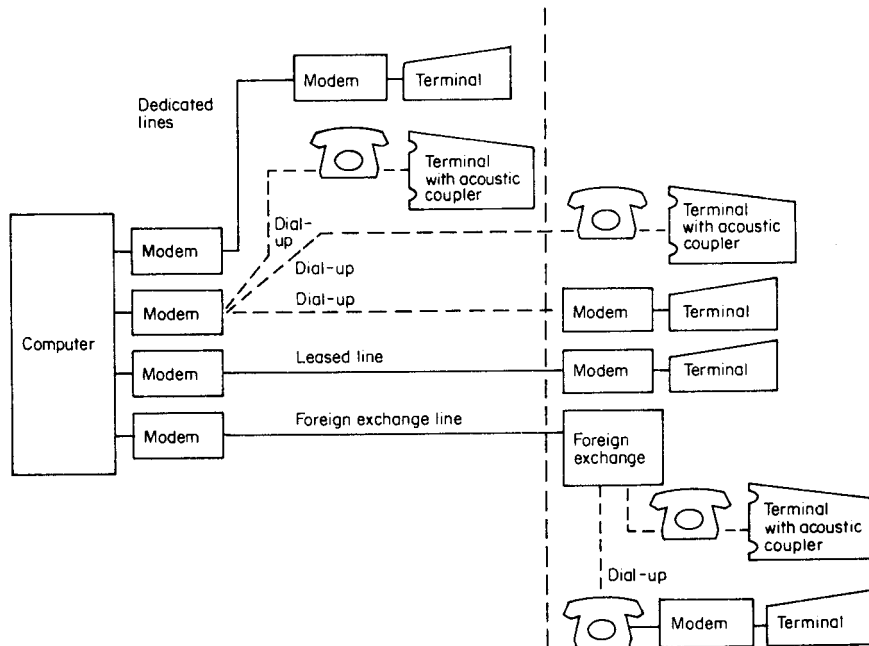 Modem
Terminal
Dedicated
lines
Terminal
with acoustic
coupler
Terminal
with acoustic
coupler
Dial-
up
Modem
Dial-up
Modem
Dial-up
Modem
Terminal
Computer
Modem
Leased line
Modem
Terminal
Modem
Foreign exchange line
Foreign
exchange
Terminal
with acoustic
coupler
Dial-up
Modem
Terminal